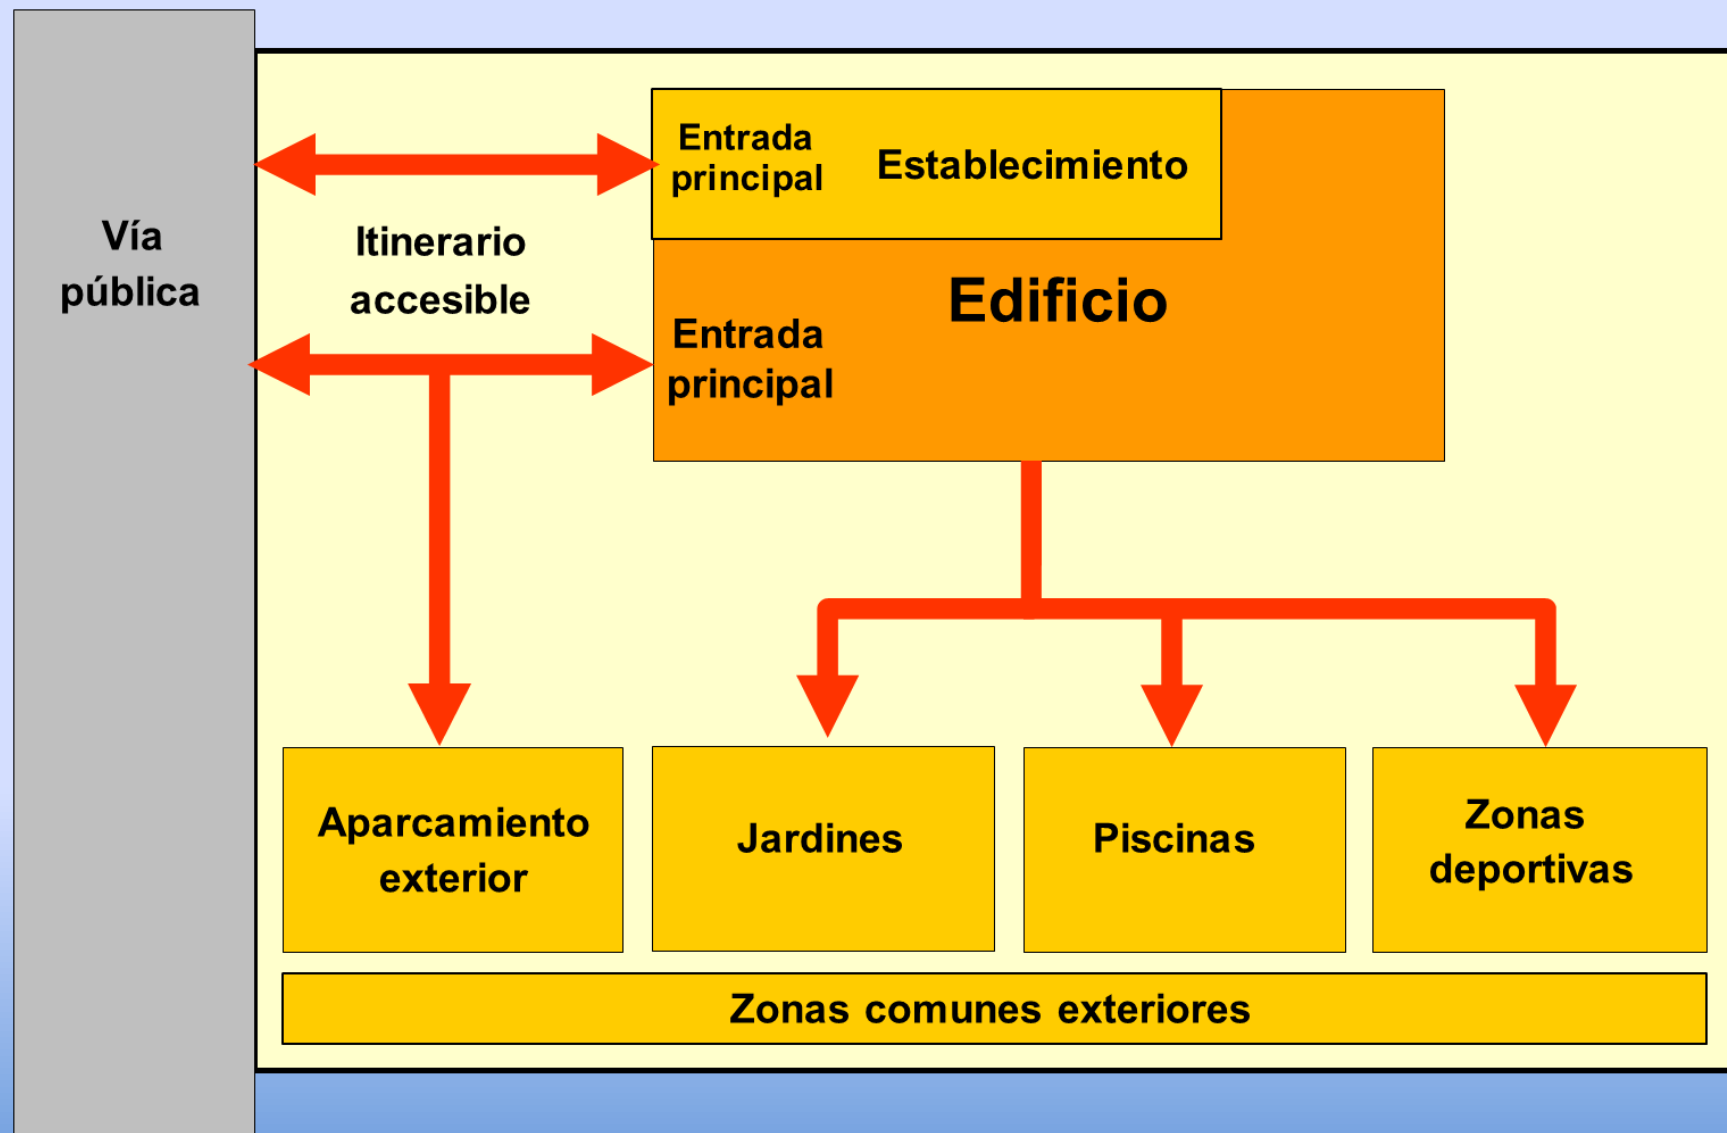 Vía
pública
Itinerario
accesible
Entrada
principal
Establecimiento
Edificio
Entrada
principal
Aparcamiento
exterior
Jardines
Piscinas
Zonas
deportivas
Zonas comunes exteriores